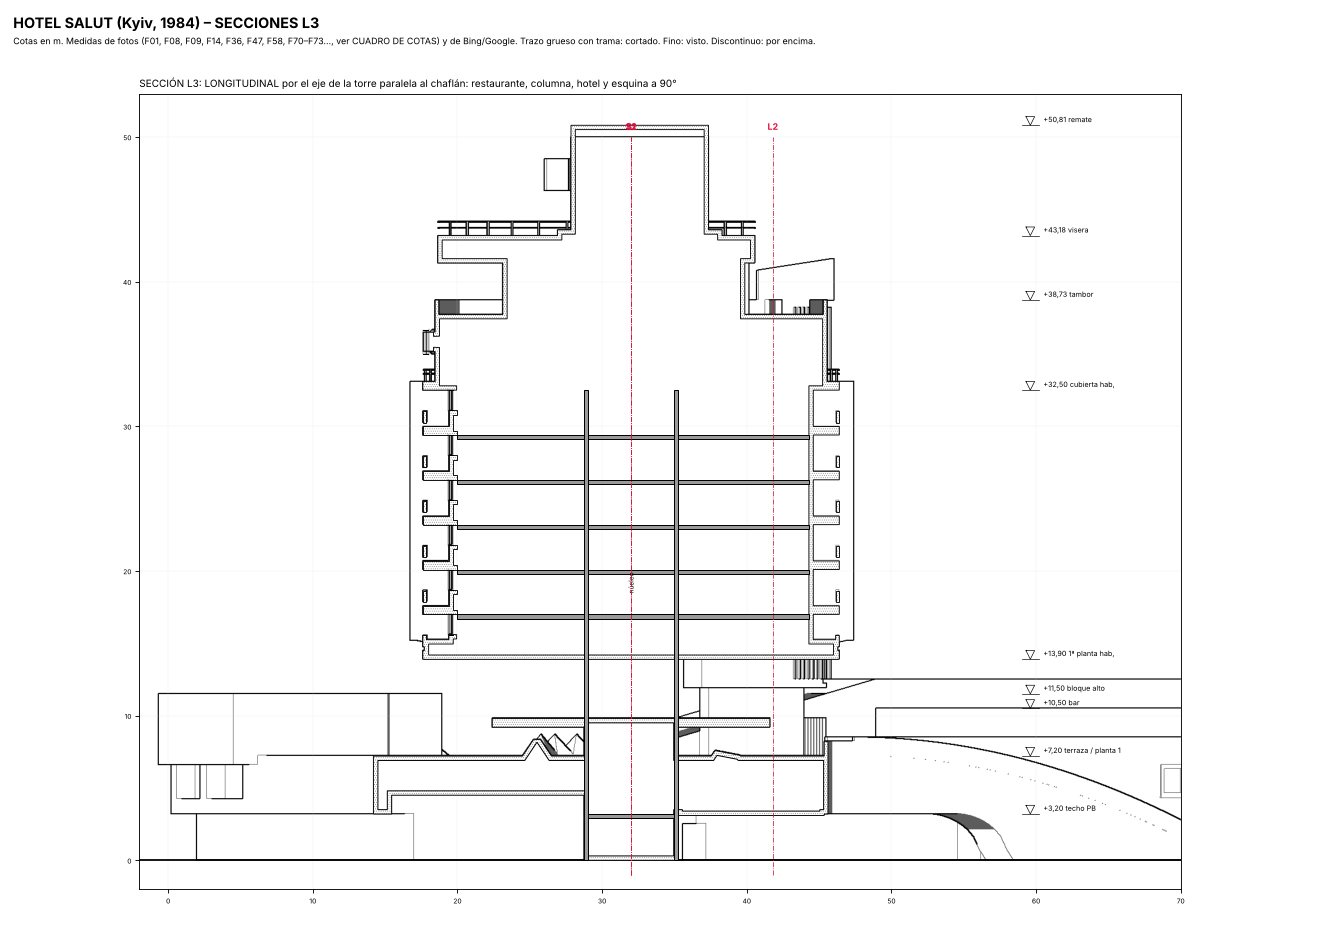 HOTEL SALUT (Kyiv, 1984) – SECCIONES L3
Cotas en m. Medidas de fotos (F01, F08, F09, F14, F36, F47, F58, F70–F73..., ver CUADRO DE COTAS) y de Bing/Google. Trazo grueso con trama: cortado. Fino: visto. Discontinuo: por encima.
SECCIÓN L3: LONGITUDINAL por el eje de la torre paralela al chaflán: restaurante, columna, hotel y esquina a 90°
L2
+50,81 remate
50
+43,18 visera
40
+38,73 tambor
+32,50 cubierta hab,
30
20
núcleo
+13,90 1ª planta hab,
+11,50 bloque alto
+10,50 bar
10
+7,20 terraza / planta 1
+3,20 techo PB
0
0 10 20 30 40 50 60 70